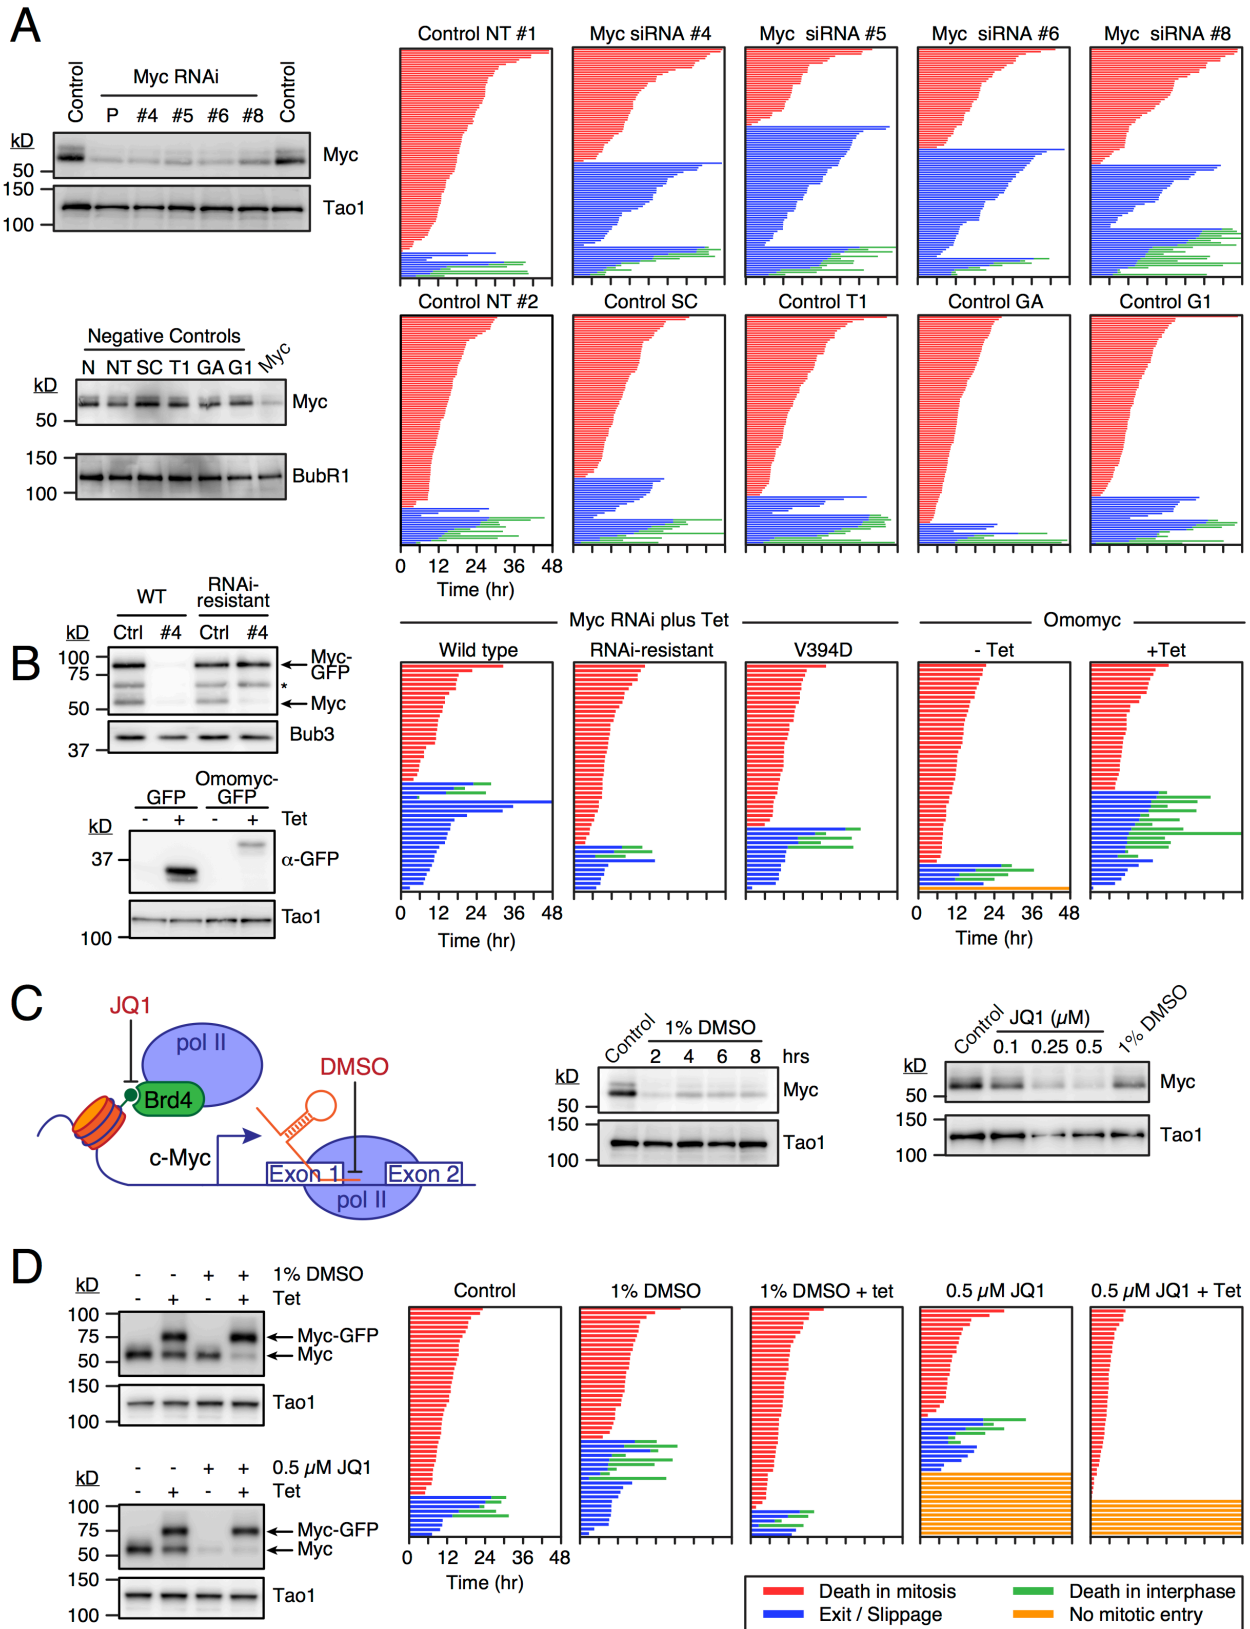 A
Myc RNAi
Control P #4 #5 #6 #8 Control
kD
50
Myc
150
100
Tao1
Control NT #1
Myc siRNA #4
Myc siRNA #5
Myc siRNA #6
Myc siRNA #8
Negative Controls
N NT SC T1 GA G1 Myc
kD
50
Myc
150
100
BubR1
Control NT #2
Control SC
Control T1
Control GA
Control G1
0 12 24 36 48
Time (hr)
B
WT
RNAi-
resistant
kD
Ctrl #4 Ctrl #4
100
75
50
Myc-
GFP
*
Myc
37
Bub3
GFP
Omomyc-
GFP
- + - + Tet
kD
37
α-GFP
100
Tao1
Myc RNAi plus Tet
Omomyc
Wild type
RNAi-resistant
V394D
- Tet
+Tet
0 12 24 36 48
Time (hr)
0 12 24 36 48
Time (hr)
C
JQ1
pol II
Brd4
DMSO
c-Myc
Exon 1
Exon 2
pol II
Control
1% DMSO
2 4 6 8 hrs
kD
50
Myc
150
100
Tao1
Control
JQ1 (µM)
0.1 0.25 0.5
1% DMSO
kD
50
Myc
150
100
Tao1
D
- - + + 1% DMSO
- + - + Tet
kD
100
75
50
Myc-GFP
Myc
150
100
Tao1
- - + + 0.5 µM JQ1
- + - + Tet
kD
100
75
50
Myc-GFP
Myc
150
100
Tao1
Control
1% DMSO
1% DMSO + tet
0.5 µM JQ1
0.5 µM JQ1 + Tet
0 12 24 36 48
Time (hr)
Death in mitosis
Death in interphase
Exit / Slippage
No mitotic entry